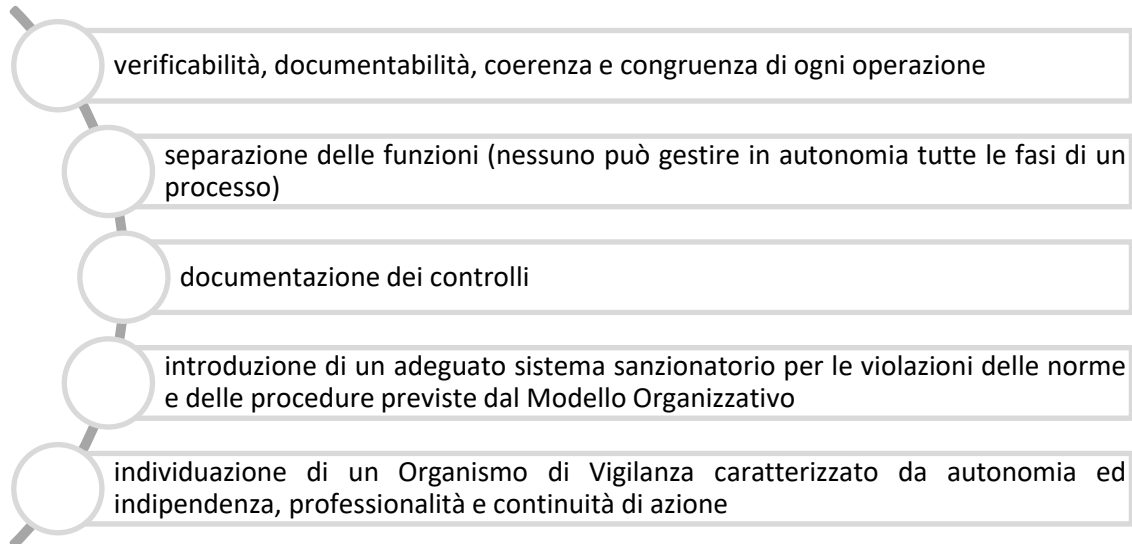 verificabilità, documentabilità, coerenza e congruenza di ogni operazione
separazione delle funzioni (nessuno può gestire in autonomia tutte le fasi di un
processo)
documentazione dei controlli
introduzione di un adeguato sistema sanzionatorio per le violazioni delle norme
e delle procedure previste dal Modello Organizzativo
individuazione di un Organismo di Vigilanza caratterizzato da autonomia ed
indipendenza, professionalità e continuità di azione